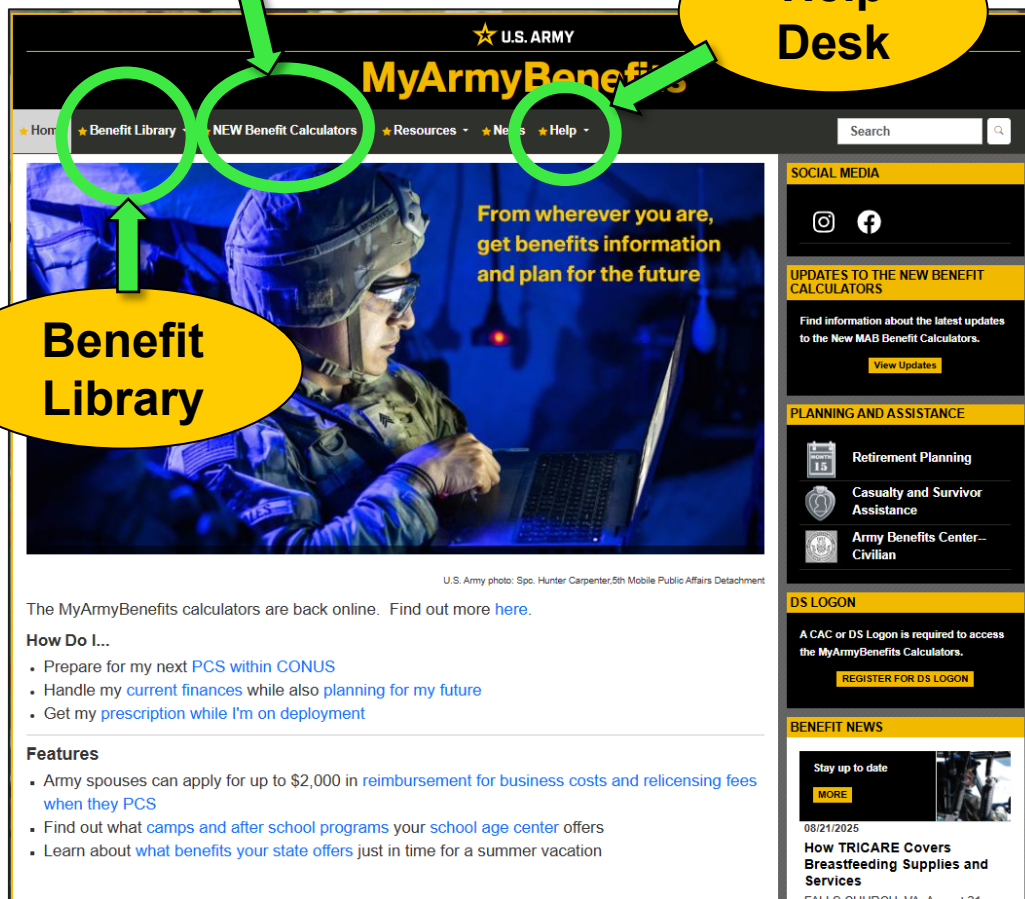 Help
Desk
U.S. ARMY
MyArmyBenefits
Home
Benefit Library
NEW Benefit Calculators
Resources
News
Help
Search
From wherever you are,
get benefits information
and plan for the future
Benefit
Library
U.S. Army photo: Spc. Hunter Carpenter,5th Mobile Public Affairs Detachment
The MyArmyBenefits calculators are back online. Find out more here.
How Do I...
Prepare for my next PCS within CONUS
Handle my current finances while also planning for my future
Get my prescription while I'm on deployment
Features
Army spouses can apply for up to $2,000 in reimbursement for business costs and relicensing fees
when they PCS
Find out what camps and after school programs your school age center offers
Learn about what benefits your state offers just in time for a summer vacation
SOCIAL MEDIA
UPDATES TO THE NEW BENEFIT
CALCULATORS
Find information about the latest updates
to the New MAB Benefit Calculators.
View Updates
PLANNING AND ASSISTANCE
MONTH
15
Retirement Planning
Casualty and Survivor
Assistance
Army Benefits Center--
Civilian
DS LOGON
A CAC or DS Logon is required to access
the MyArmyBenefits Calculators.
REGISTER FOR DS LOGON
BENEFIT NEWS
Stay up to date
MORE
08/21/2025
How TRICARE Covers
Breastfeeding Supplies and
Services
FALLS CHURCH, VA, August 21,